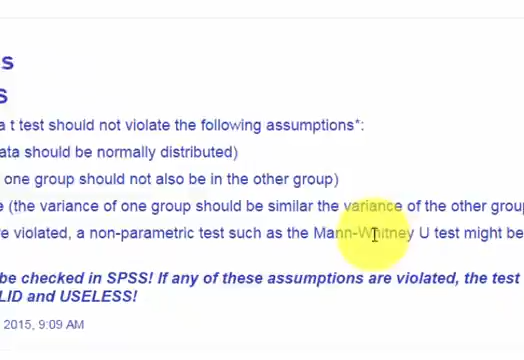 s
s
a t test should not violate the following assumptions*:
ata should be normally distributed)
one group should not also be in the other group)
e (the variance of one group should be similar the variance of the other group
re violated, a non-parametric test such as the Mann-Whitney U test might be
be checked in SPSS! If any of these assumptions are violated, the test
LID and USELESS!
2015, 9:09 AM